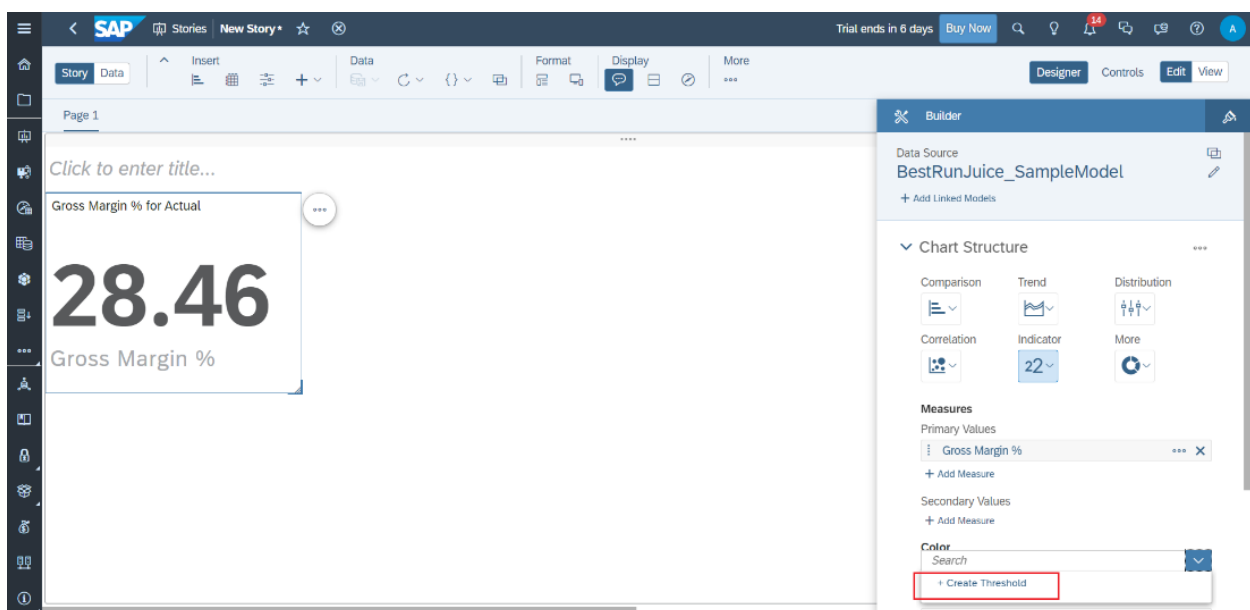 SAP Stories New Story* Trial ends in 6 days Buy Now 14 A
Story Data Insert Data Format Display More Designer Controls Edit View
Page 1
Click to enter title...
Gross Margin % for Actual
28.46
Gross Margin %
Builder
Data Source
BestRunJuice_SampleModel
+ Add Linked Models
Chart Structure
Comparison Trend Distribution
Correlation Indicator More
22
Measures
Primary Values
Gross Margin %
+ Add Measure
Secondary Values
+ Add Measure
Color
Search
+ Create Threshold